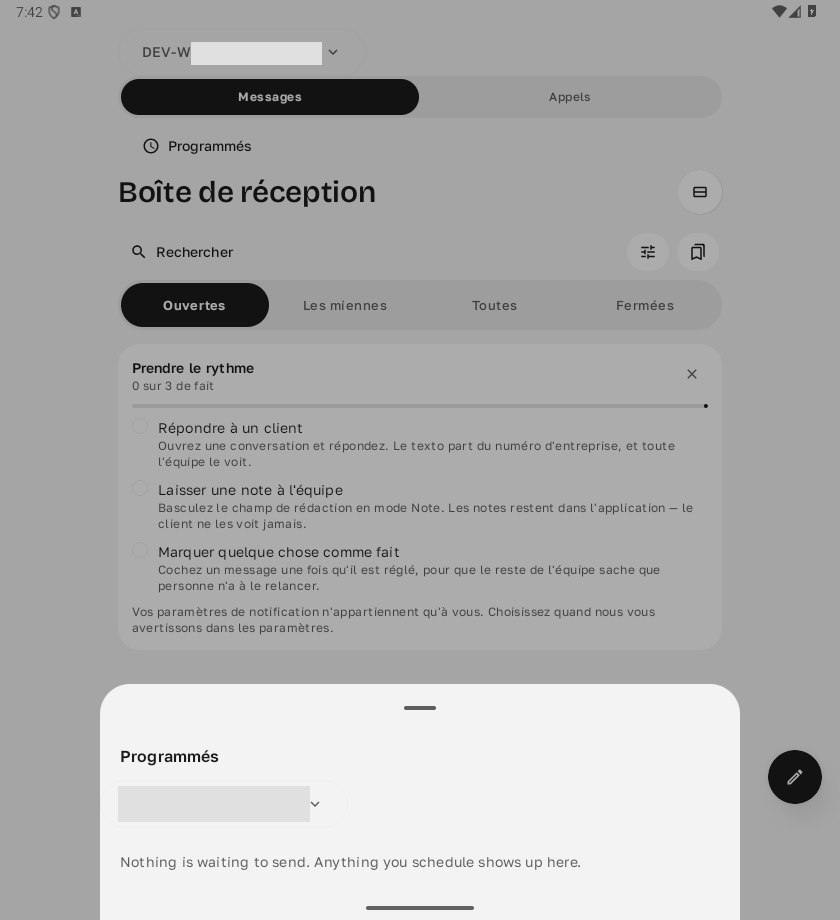 7:42
DEV-W
Messages
Appels
Programmés
Boîte de réception
Rechercher
Ouvertes
Les miennes
Toutes
Fermées
Prendre le rythme
0 sur 3 de fait
Répondre à un client
Ouvrez une conversation et répondez. Le texto part du numéro d'entreprise, et toute
l'équipe le voit.
Laisser une note à l'équipe
Basculez le champ de rédaction en mode Note. Les notes restent dans l'application — le
client ne les voit jamais.
Marquer quelque chose comme fait
Cochez un message une fois qu'il est réglé, pour que le reste de l'équipe sache que
personne n'a à le relancer.
Vos paramètres de notification n'appartiennent qu'à vous. Choisissez quand nous vous
avertissons dans les paramètres.
Programmés
Nothing is waiting to send. Anything you schedule shows up here.